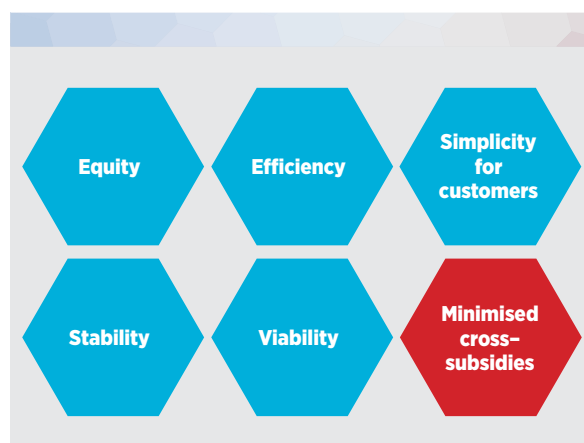 Equity
Efficiency
Simplicity
for
customers
Stability
Viability
Minimised
cross–
subsidies